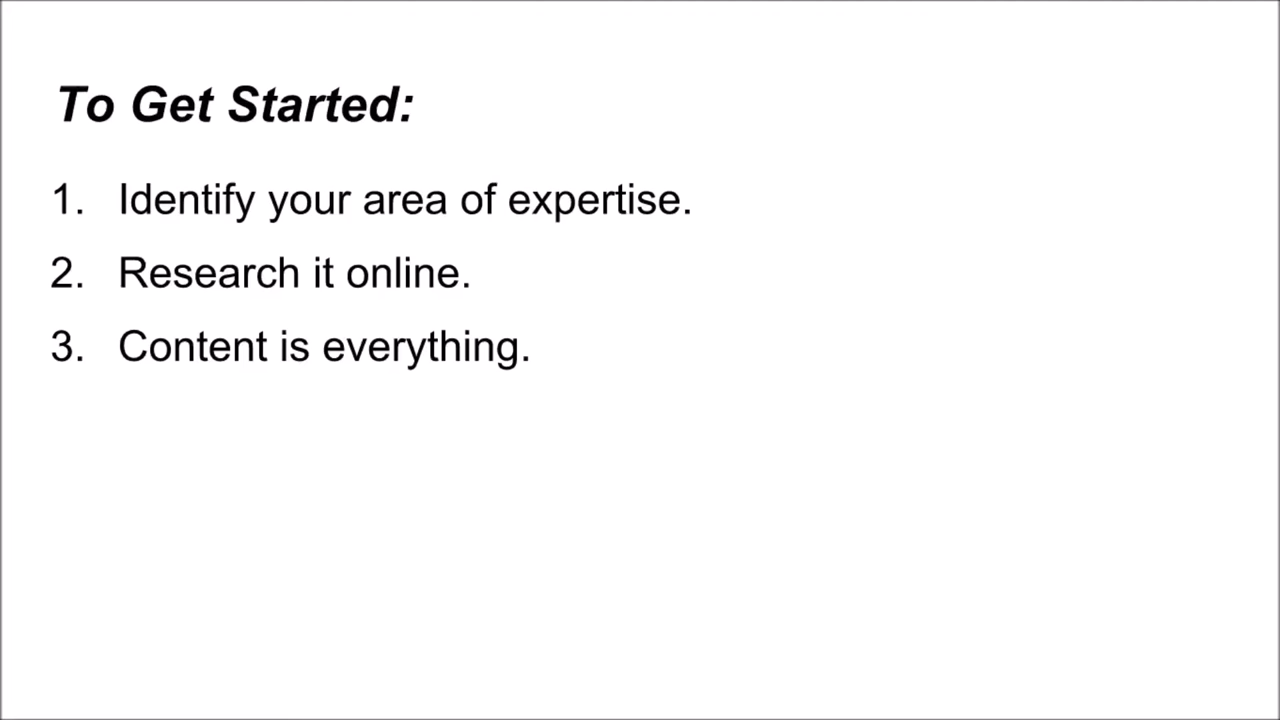 To Get Started:
1. Identify your area of expertise.
2. Research it online.
3. Content is everything.